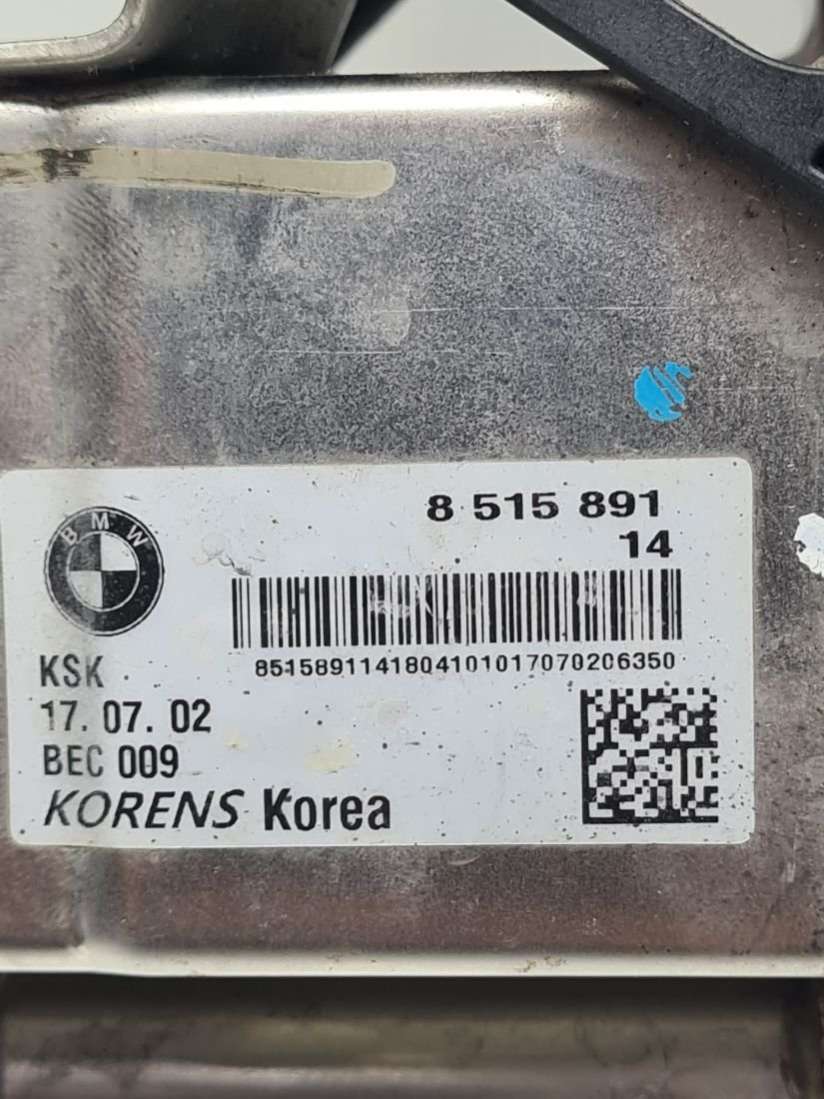 8 515 891
14
BMW
8515891141804101017070206350
KSK
17. 07. 02
BEC 009
KORENS Korea